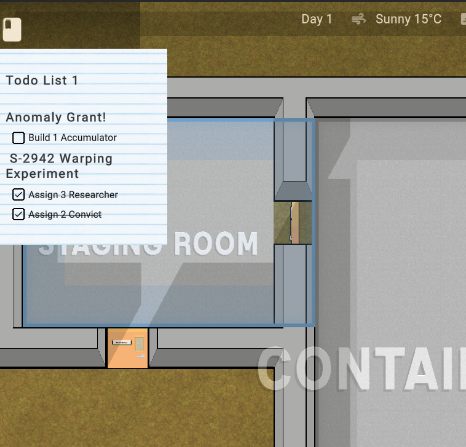 Day 1
Sunny 15°C
Todo List 1
Anomaly Grant!
Build 1 Accumulator
S-2942 Warping
Experiment
Assign 3 Researcher
Assign 2 Convict
STAGING ROOM
CONTAI